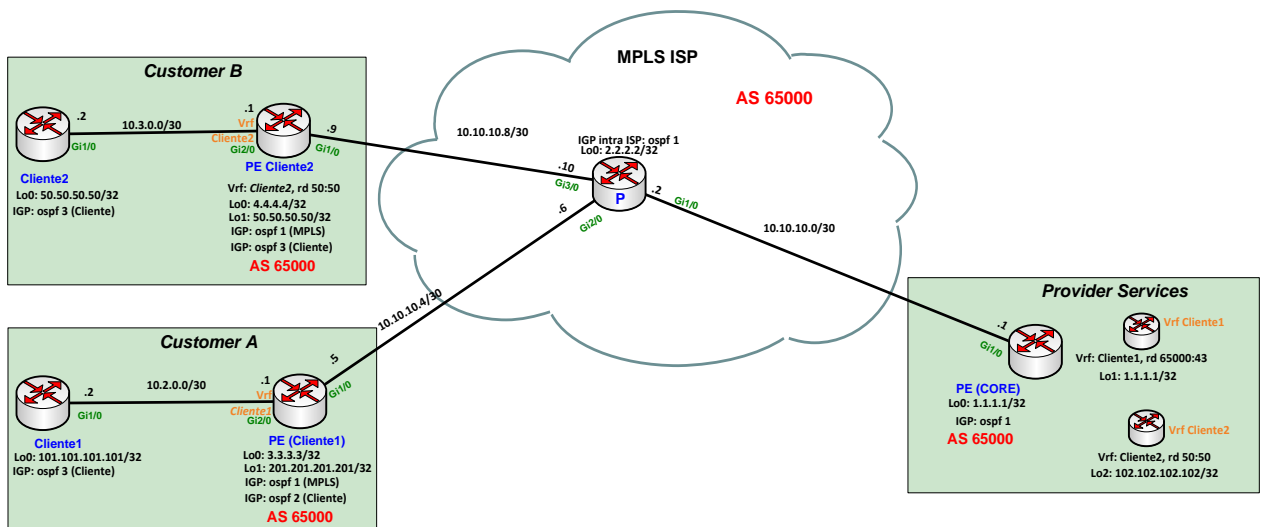 MPLS ISP
AS 65000
Customer B
.2
10.3.0.0/30
.1
Vrf
Cliente2
Gi1/0
Gi2/0
.9
Gi1/0
Cliente2
Lo0: 50.50.50.50/32
IGP: ospf 3 (Cliente)
PE Cliente2
Vrf: Cliente2, rd 50:50
Lo0: 4.4.4.4/32
Lo1: 50.50.50.50/32
IGP: ospf 1 (MPLS)
IGP: ospf 3 (Cliente)
AS 65000
10.10.10.8/30
IGP intra ISP: ospf 1
Lo0: 2.2.2.2/32
.10
Gi3/0
P
.2
Gi1/0
.6
Gi2/0
10.10.10.0/30
10.10.10.4/30
Customer A
.2
10.2.0.0/30
.1
Vrf
Cliente1
Gi1/0
Gi2/0
.5
Gi1/0
Cliente1
Lo0: 101.101.101.101/32
IGP: ospf 3 (Cliente)
PE (Cliente1)
Lo0: 3.3.3.3/32
Lo1: 201.201.201.201/32
IGP: ospf 1 (MPLS)
IGP: ospf 2 (Cliente)
AS 65000
Provider Services
.1
Gi1/0
PE (CORE)
Lo0: 1.1.1.1/32
IGP: ospf 1
AS 65000
Vrf Cliente1
Vrf: Cliente1, rd 65000:43
Lo1: 1.1.1.1/32
Vrf Cliente2
Vrf: Cliente2, rd 50:50
Lo2: 102.102.102.102/32